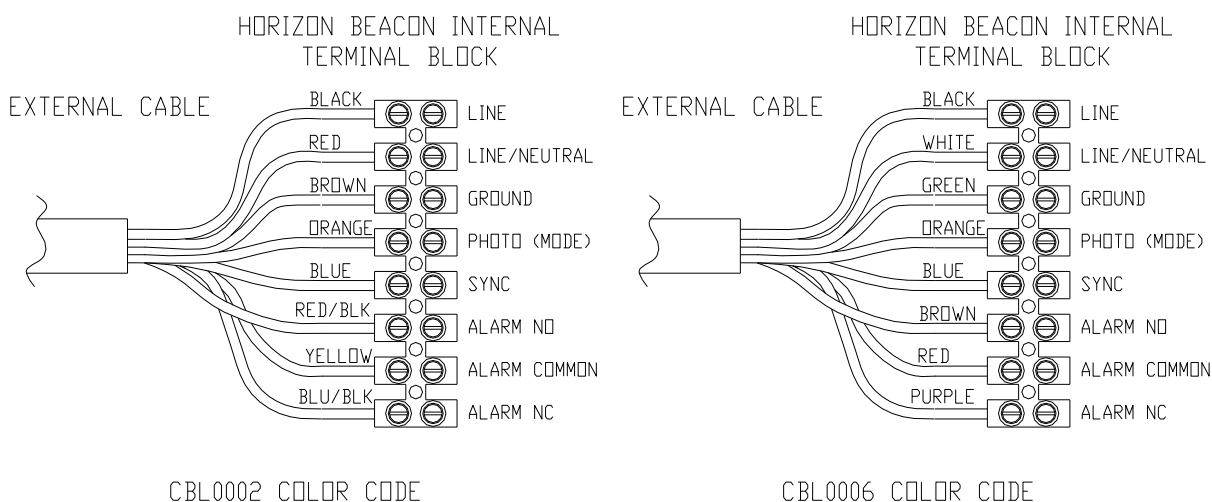 HORIZON BEACON INTERNAL
TERMINAL BLOCK
EXTERNAL CABLE
BLACK
LINE
RED
LINE/NEUTRAL
BROWN
GROUND
ORANGE
PHOTO (MODE)
BLUE
SYNC
RED/BLK
ALARM NO
YELLOW
ALARM COMMON
BLU/BLK
ALARM NC
CBL0002 COLOR CODE
HORIZON BEACON INTERNAL
TERMINAL BLOCK
EXTERNAL CABLE
BLACK
LINE
WHITE
LINE/NEUTRAL
GREEN
GROUND
ORANGE
PHOTO (MODE)
BLUE
SYNC
BROWN
ALARM NO
RED
ALARM COMMON
PURPLE
ALARM NC
CBL0006 COLOR CODE